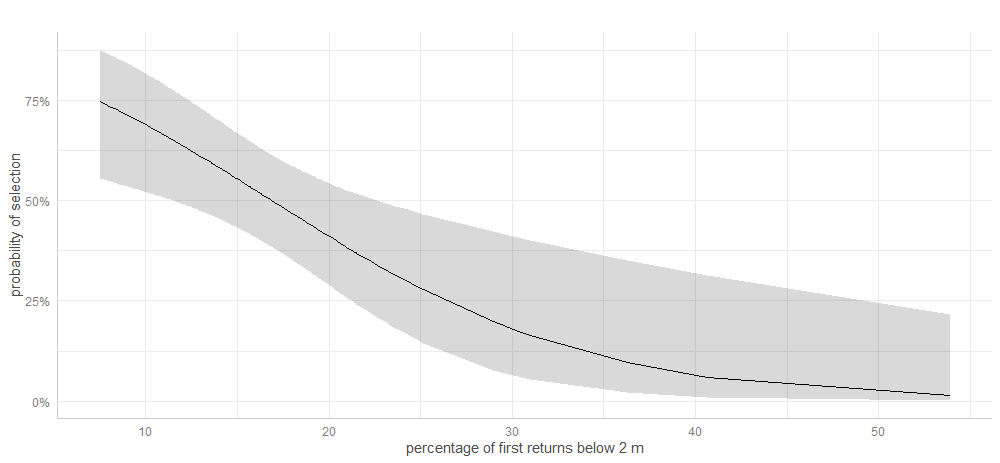 75%
50%
25%
0%
probability of selection
10 20 30 40 50
percentage of first returns below 2 m